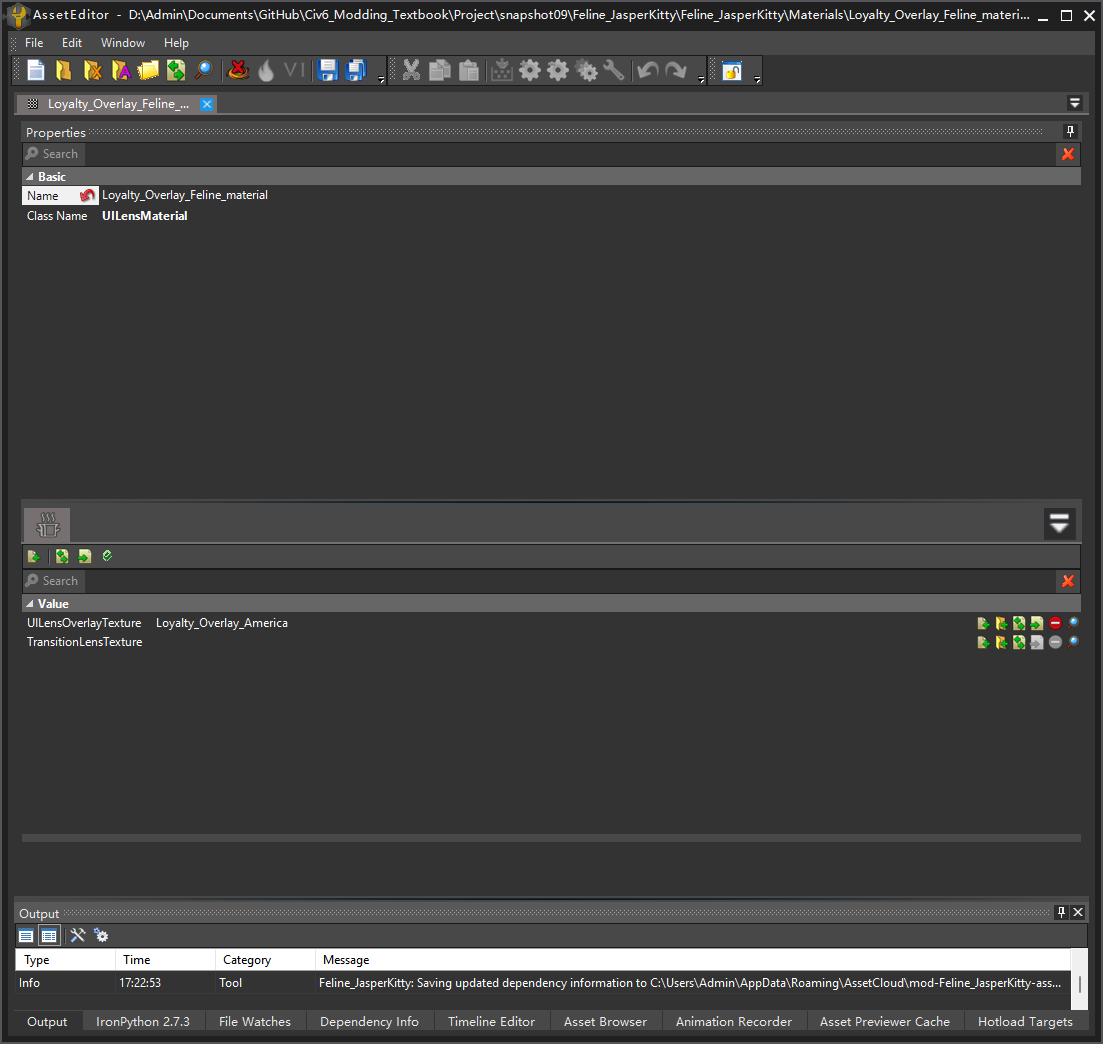 AssetEditor - D:\Admin\Documents\GitHub\Civ6_Modding_Textbook\Project\snapshot09\Feline_JasperKitty\Feline_JasperKitty\Materials\Loyalty_Overlay_Feline_materi...
File Edit Window Help
VI
Loyalty_Overlay_Feline_...
Properties
Search
Basic
Name Loyalty_Overlay_Feline_material
Class Name UILensMaterial
Search
Value
UILensOverlayTexture Loyalty_Overlay_America
TransitionLensTexture
Output
Type Time Category Message
Info 17:22:53 Tool Feline_JasperKitty: Saving updated dependency information to C:\Users\Admin\AppData\Roaming\AssetCloud\mod-Feline_JasperKitty-ass...
Output IronPython 2.7.3 File Watches Dependency Info Timeline Editor Asset Browser Animation Recorder Asset Previewer Cache Hotload Targets